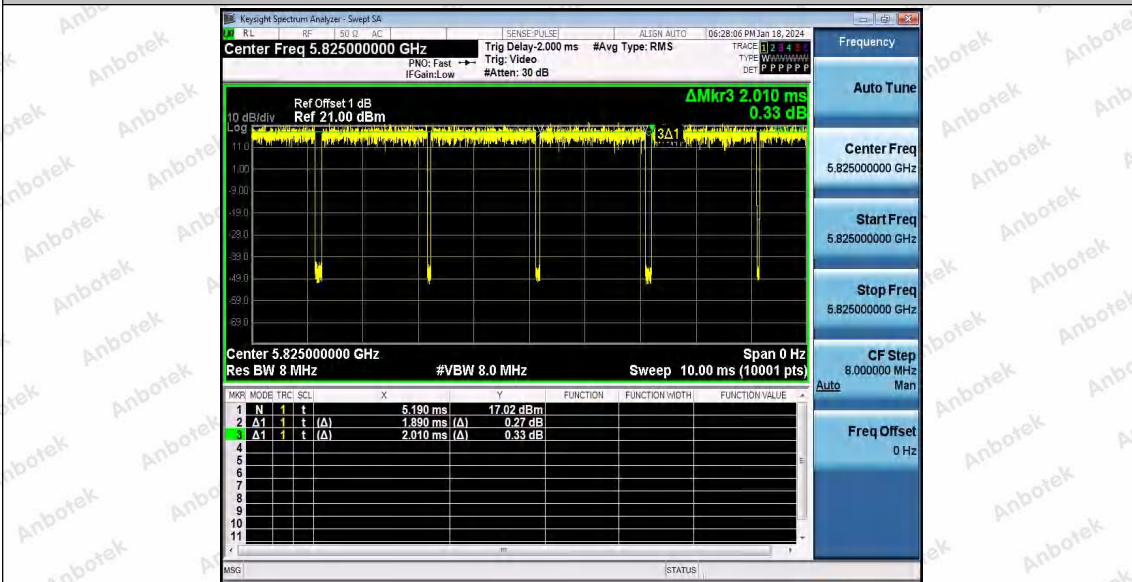 Keysight Spectrum Analyzer - Swept SA
RL RF 50 Ω AC SENSE:PULSE ALIGN AUTO 06:28:06 PM Jan 18, 2024
Center Freq 5.825000000 GHz
Trig Delay-2.000 ms #Avg Type: RMS
PNO: Fast Trig: Video
IFGain:Low #Atten: 30 dB
TRACE 1 2 3 4 5 6
TYPE WWWWWW
DET P P P P P P
ΔMkr3 2.010 ms
0.33 dB
Ref Offset 1 dB
10 dB/div Ref 21.00 dBm
Log
11.0
1.00
-9.00
-19.0
-29.0
-39.0
-49.0
-59.0
-69.0
3Δ1
Center 5.825000000 GHz Span 0 Hz
Res BW 8 MHz #VBW 8.0 MHz Sweep 10.00 ms (10001 pts)
MKR MODE TRC SCL X Y FUNCTION FUNCTION WIDTH FUNCTION VALUE
1 N 1 t 5.190 ms 17.02 dBm
2 Δ1 1 t (Δ) 1.890 ms (Δ) 0.27 dB
3 Δ1 1 t (Δ) 2.010 ms (Δ) 0.33 dB
4
5
6
7
8
9
10
11
MSG STATUS
Frequency
Auto Tune
Center Freq
5.825000000 GHz
Start Freq
5.825000000 GHz
Stop Freq
5.825000000 GHz
CF Step
8.000000 MHz
Auto Man
Freq Offset
0 Hz
Anbotek